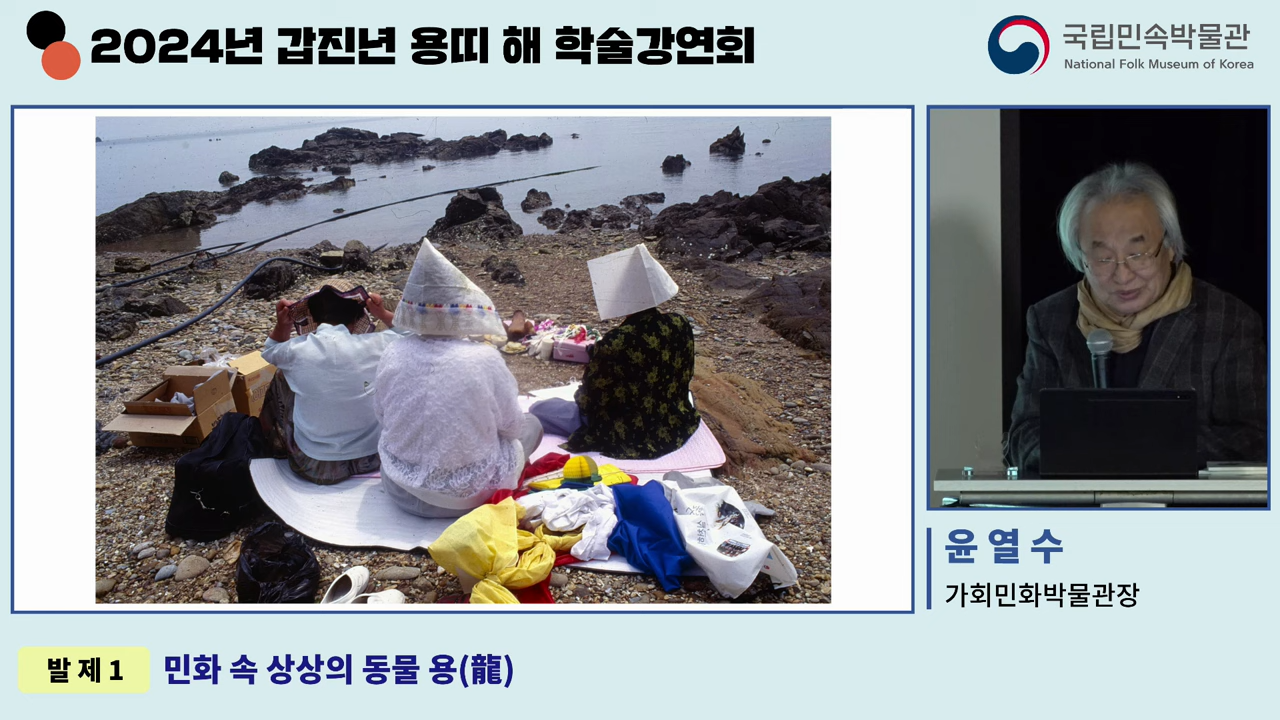 2024년 갑진년 용띠 해 학술강연회
국립민속박물관
National Folk Museum of Korea
윤열수
가회민화박물관장
발제1
민화 속 상상의 동물 용(龍)